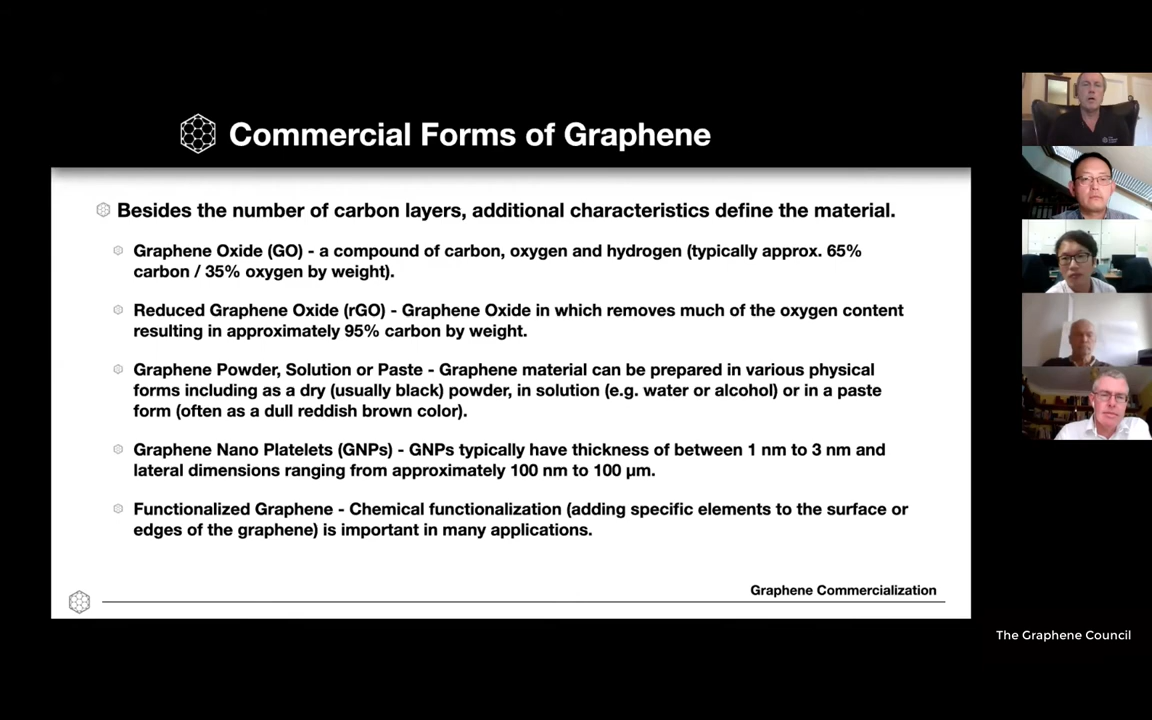 Commercial Forms of Graphene
Besides the number of carbon layers, additional characteristics define the material.
Graphene Oxide (GO) - a compound of carbon, oxygen and hydrogen (typically approx. 65%
carbon / 35% oxygen by weight).
Reduced Graphene Oxide (rGO) - Graphene Oxide in which removes much of the oxygen content
resulting in approximately 95% carbon by weight.
Graphene Powder, Solution or Paste - Graphene material can be prepared in various physical
forms including as a dry (usually black) powder, in solution (e.g. water or alcohol) or in a paste
form (often as a dull reddish brown color).
Graphene Nano Platelets (GNPs) - GNPs typically have thickness of between 1 nm to 3 nm and
lateral dimensions ranging from approximately 100 nm to 100 µm.
Functionalized Graphene - Chemical functionalization (adding specific elements to the surface or
edges of the graphene) is important in many applications.
Graphene Commercialization
The Graphene Council